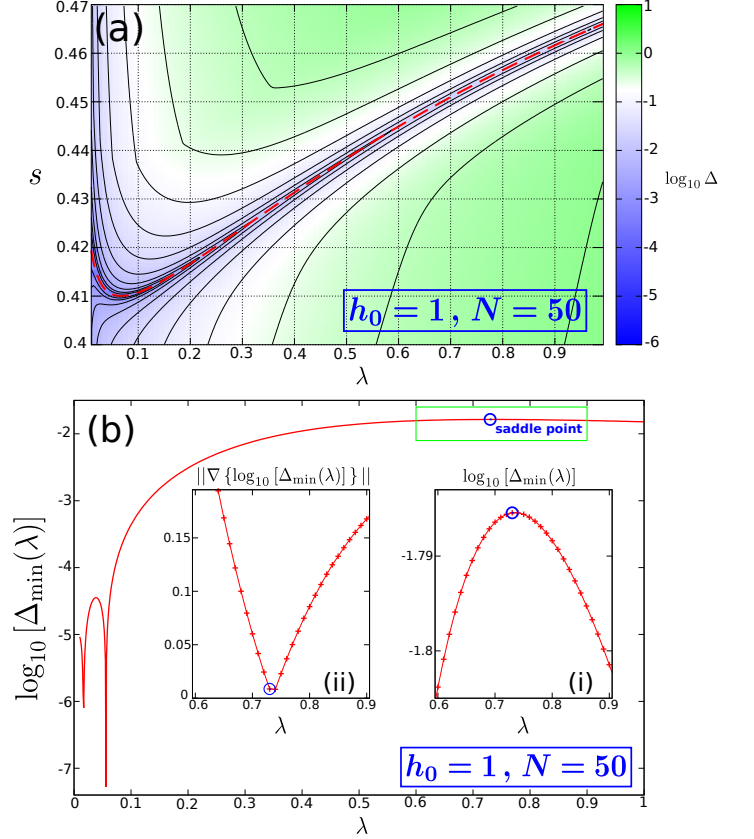 (a)
0.47
0.46
0.45
0.44
0.43
0.42
0.41
0.4
s
0.1 0.2 0.3 0.4 0.5 0.6 0.7 0.8 0.9
λ
h₀ = 1 , N = 50
1
0
-1
-2
-3
-4
-5
-6
log₁₀ Δ
(b)
-2
-3
-4
-5
-6
-7
log₁₀ [Δ_min(λ)]
saddle point
||∇ {log₁₀ [Δ_min(λ)] }||
0.15
0.1
0.05
0
0.6 0.7 0.8 0.9
λ
(ii)
log₁₀ [Δ_min(λ)]
-1.79
-1.8
0.6 0.7 0.8 0.9
λ
(i)
h₀ = 1 , N = 50
0 0.1 0.2 0.3 0.4 0.5 0.6 0.7 0.8 0.9 1
λ